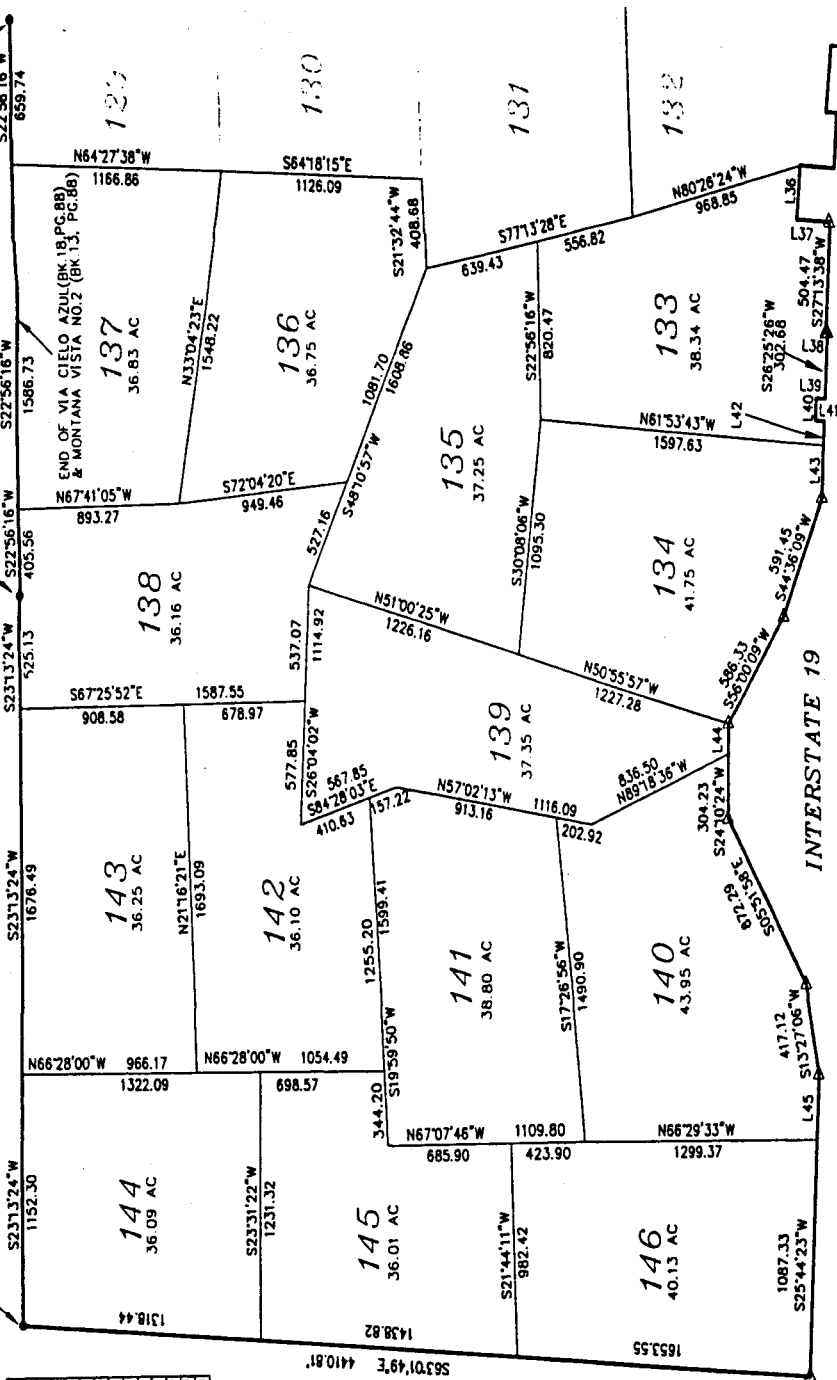 S22°56'16"W
659.74
129
130
131
132
N64°27'38"W
1166.86
S64°18'15"E
1126.09
S21°32'44"W
408.68
N80°26'24"W
968.85
L36
L37
END OF VIA CIELO AZUL(BK.18,PG.88)
& MONTANA VISTA NO.2 (BK.13, PG.88)
S22°56'16"W
1586.73
137
36.83 AC
N33°04'23"E
1548.22
136
36.75 AC
S77°13'28"E
639.43
556.82
1081.70
1608.86
S48°10'57"W
527.16
S22°56'16"W
820.47
133
38.34 AC
504.47
S27°13'38"W
S26°25'26"W
302.68
L38
L39
L40
L41
L42
L43
N67°41'05"W
893.27
S72°04'20"E
949.46
135
37.25 AC
N61°53'43"W
1597.63
S22°56'16"W
405.56
S23°13'24"W
525.13
138
36.16 AC
537.07
1114.92
577.85
S26°04'02"W
N51°00'25"W
1226.16
S30°08'06"W
1095.30
134
41.75 AC
N50°55'57"W
1227.28
591.45
S44°36'09"W
586.33
S56°00'09"W
L44
S67°25'52"E
908.58
1587.55
678.97
139
37.35 AC
567.85
S84°28'03"E
410.63
157.22
N57°02'13"W
913.16
1116.09
202.92
836.50
N89°18'36"W
304.23
S24°10'24"W
INTERSTATE 19
S23°13'24"W
1676.49
143
36.25 AC
N21°16'21"E
1693.09
142
36.10 AC
1255.20
1599.41
S19°59'50"W
344.20
141
38.80 AC
S17°26'56"W
1490.90
140
43.95 AC
872.29
S05°51'58"E
417.12
S13°27'06"W
L45
N66°28'00"W
966.17
1322.09
N66°28'00"W
1054.49
698.57
N67°07'46"W
1109.80
685.90
423.90
N66°29'33"W
1299.37
S23°13'24"W
1152.30
144
36.09 AC
S23°31'22"W
1231.32
145
36.01 AC
S21°44'11"W
982.42
146
40.13 AC
1087.33
S25°44'23"W
1318.44
1438.82
1653.55
S63°01'49"E 4410.81'